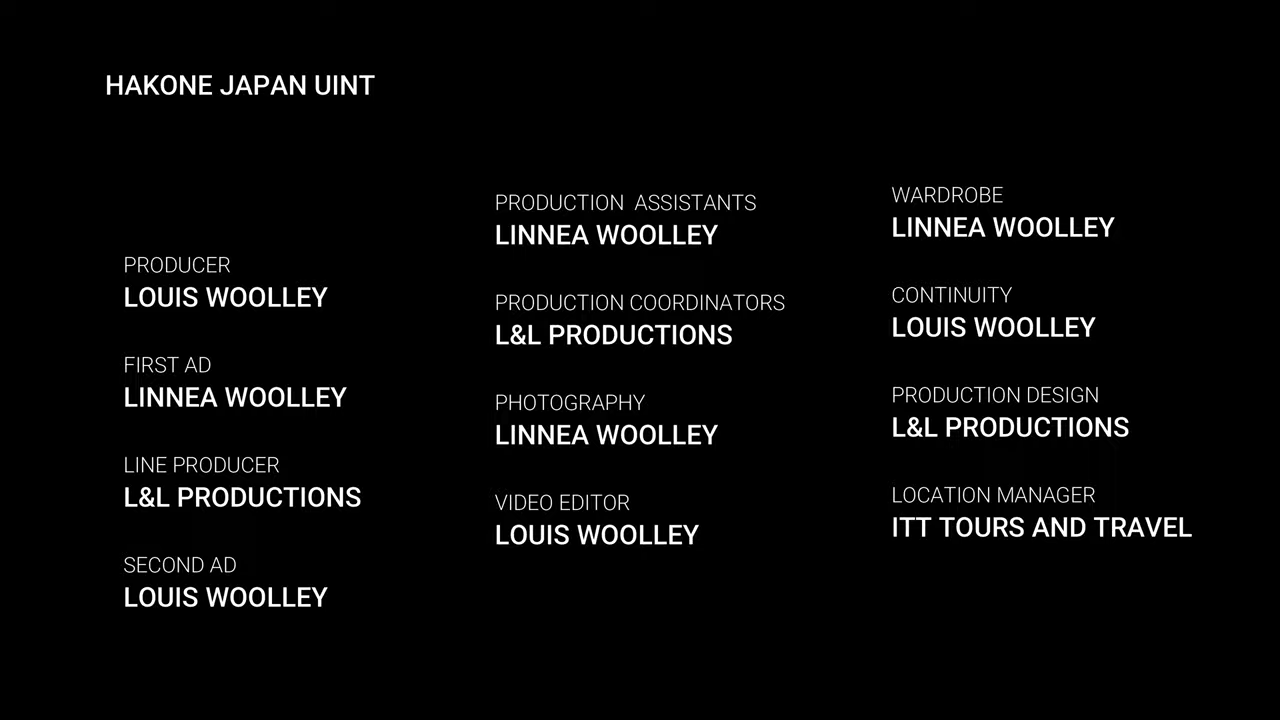 HAKONE JAPAN UINT
PRODUCER
LOUIS WOOLLEY
FIRST AD
LINNEA WOOLLEY
LINE PRODUCER
L&L PRODUCTIONS
SECOND AD
LOUIS WOOLLEY
PRODUCTION  ASSISTANTS
LINNEA WOOLLEY
PRODUCTION COORDINATORS
L&L PRODUCTIONS
PHOTOGRAPHY
LINNEA WOOLLEY
VIDEO EDITOR
LOUIS WOOLLEY
WARDROBE
LINNEA WOOLLEY
CONTINUITY
LOUIS WOOLLEY
PRODUCTION DESIGN
L&L PRODUCTIONS
LOCATION MANAGER
ITT TOURS AND TRAVEL